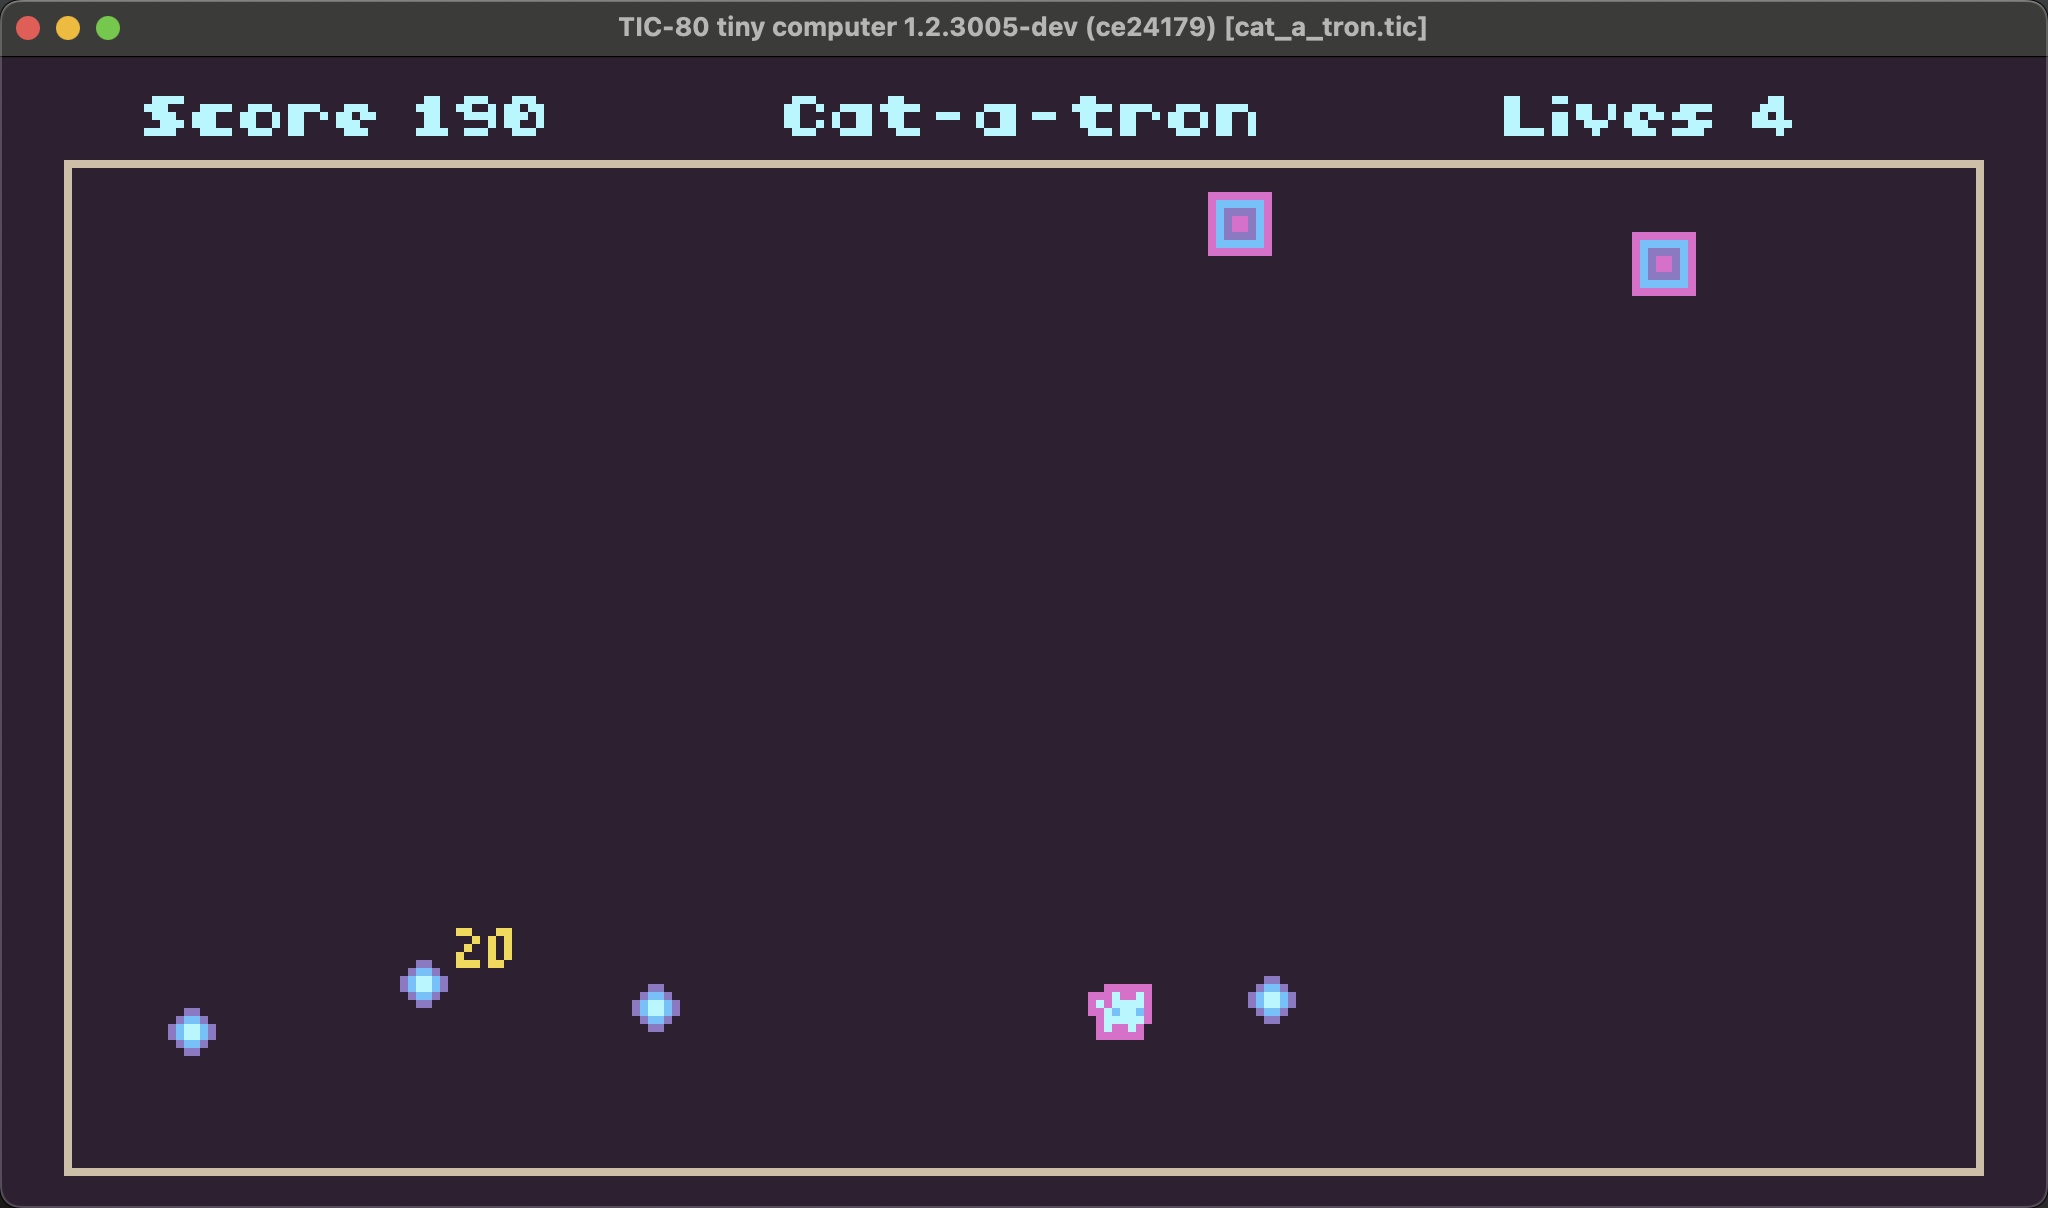 TIC-80 tiny computer 1.2.3005-dev (ce24179) [cat_a_tron.tic]
Score 190 Cat-a-tron Lives 4
20